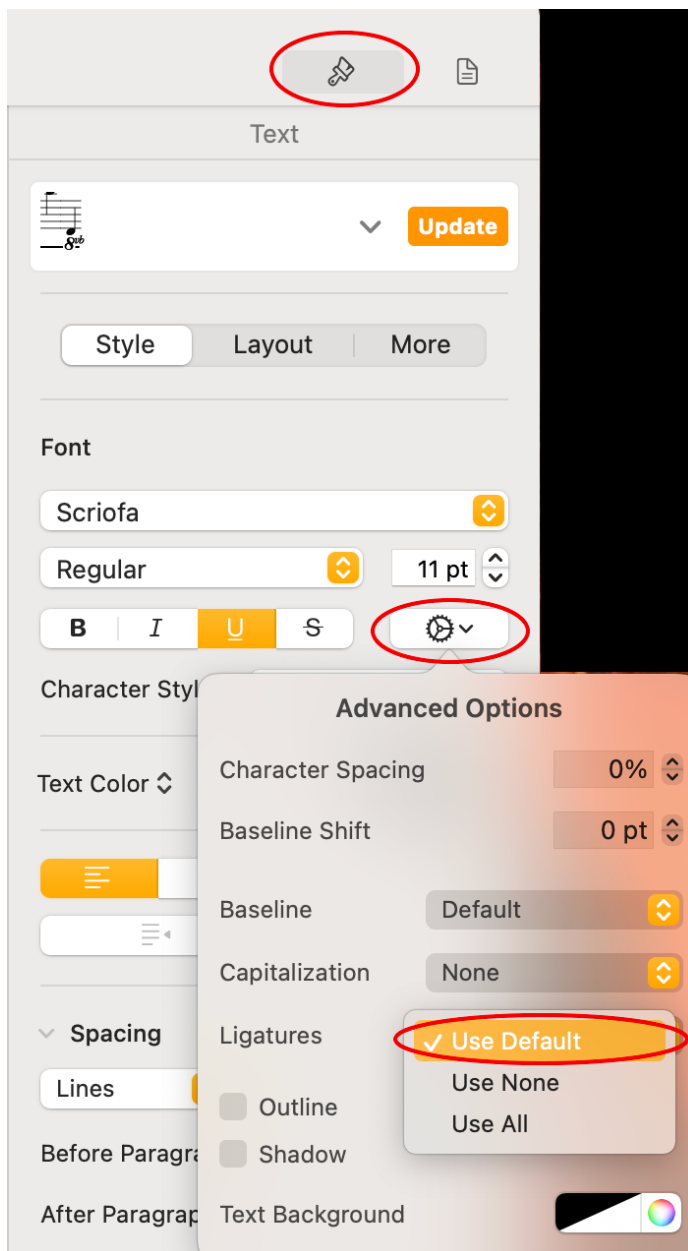 Text
8vb
Update
Style Layout More
Font
Scriofa
Regular 11 pt
B I U S
Character Styl
Advanced Options
Text Color
Character Spacing 0%
Baseline Shift 0 pt
Baseline Default
Capitalization None
Spacing
Ligatures Use Default
Use None
Lines
Outline
Use All
Before Paragra
Shadow
After Paragrap
Text Background